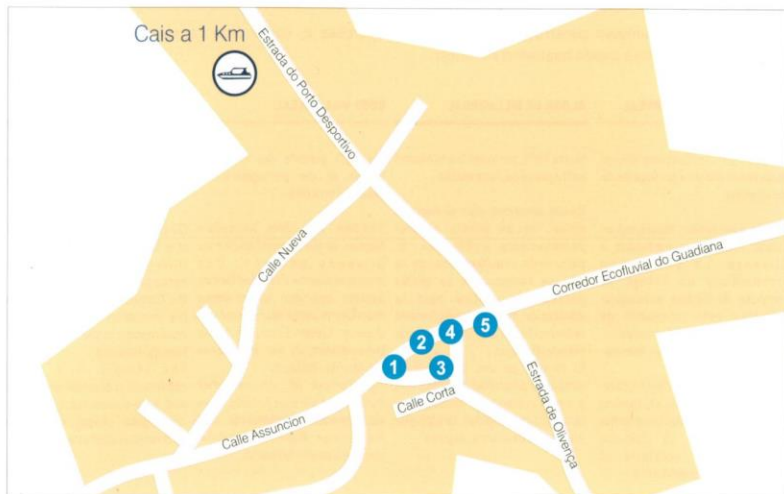 Cais a 1 Km
Estrada do Porto Desportivo
Calle Nueva
Corredor Ecofluvial do Guadiana
5
4
2
1
3
Calle Corta
Calle Assuncion
Estrada de Olivença